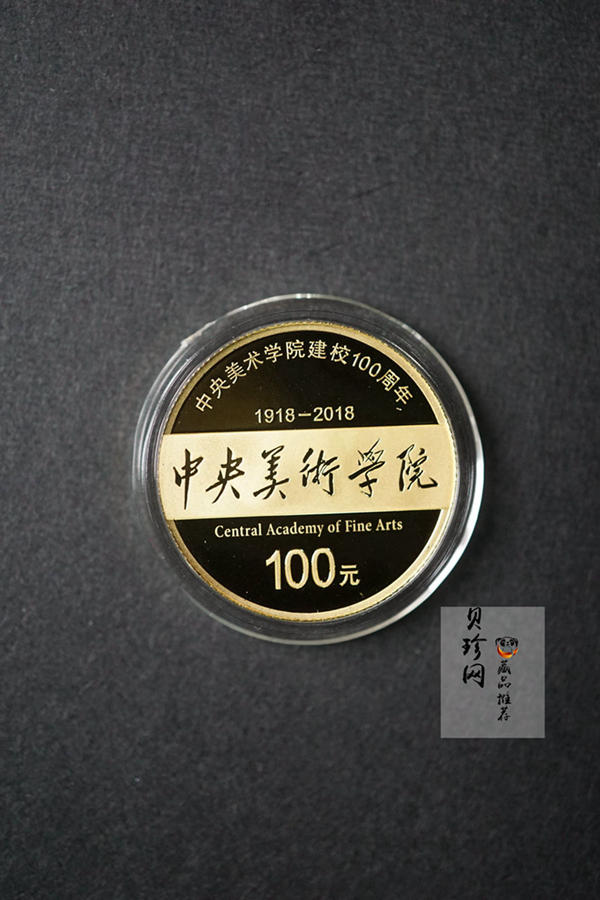 中央美术学院建校100周年
1918-2018
中央美術學院
Central Academy of Fine Arts
100元
贝珍网
藏品推荐